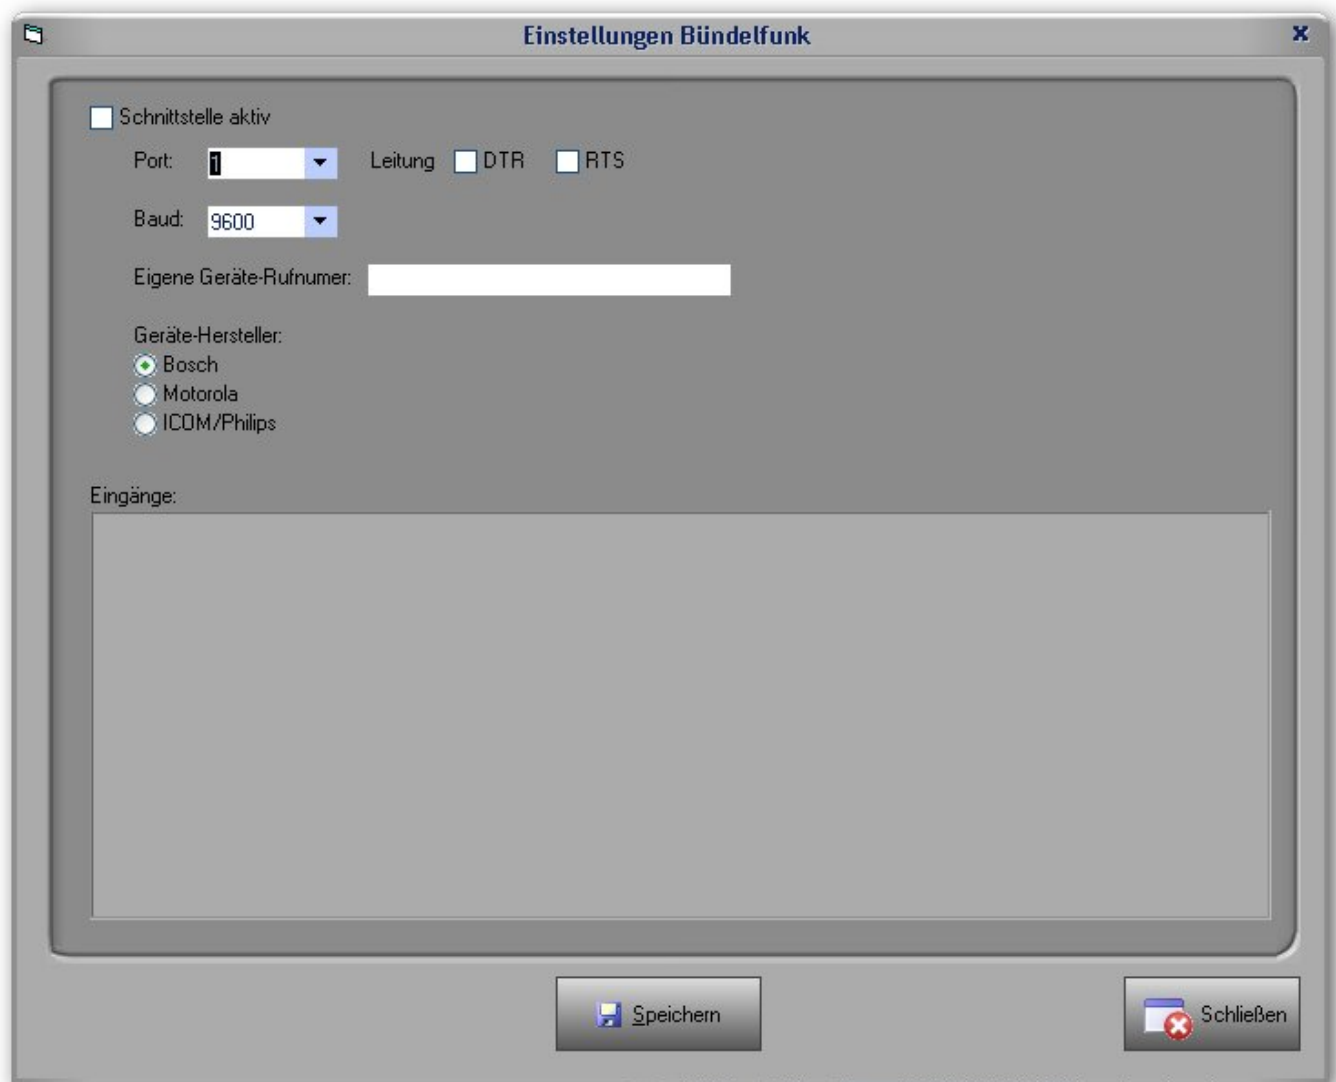 Einstellungen Bündelfunk
Schnittstelle aktiv
Port: 1 Leitung DTR RTS
Baud: 9600
Eigene Geräte-Rufnumer:
Geräte-Hersteller:
Bosch
Motorola
ICOM/Philips
Eingänge:
Speichern Schließen